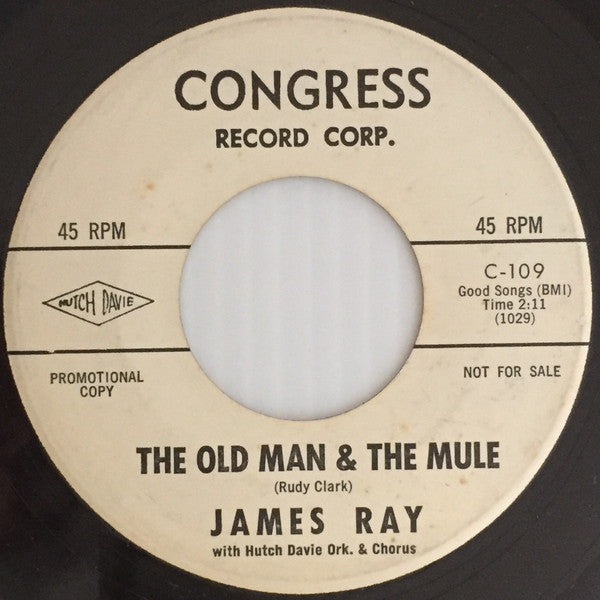 CONGRESS
RECORD CORP.
45 RPM
45 RPM
HUTCH DAVIE
C-109
Good Songs (BMI)
Time 2:11
(1029)
PROMOTIONAL
COPY
NOT FOR SALE
THE OLD MAN & THE MULE
(Rudy Clark)
JAMES RAY
with Hutch Davie Ork. & Chorus